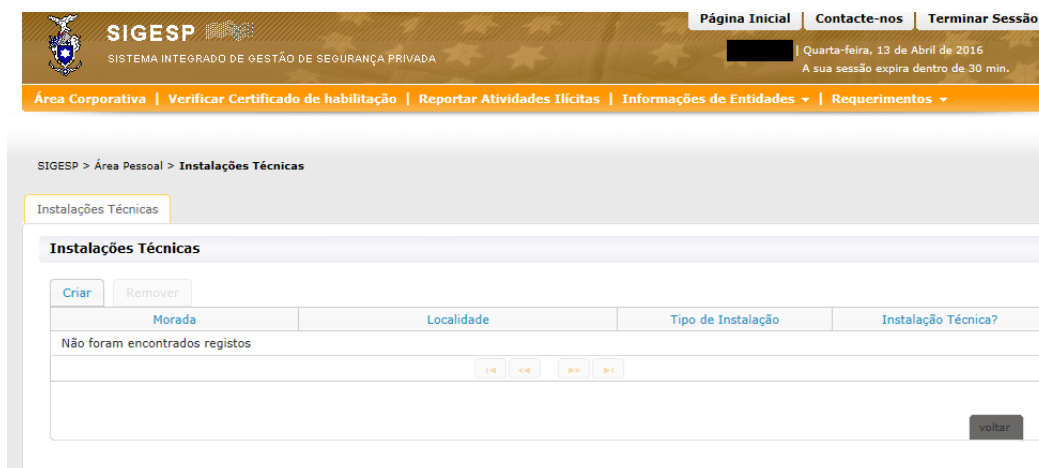 Página Inicial | Contacte-nos | Terminar Sessão
SIGESP
SISTEMA INTEGRADO DE GESTÃO DE SEGURANÇA PRIVADA
| Quarta-feira, 13 de Abril de 2016
A sua sessão expira dentro de 30 min.
Área Corporativa | Verificar Certificado de habilitação | Reportar Atividades Ilícitas | Informações de Entidades | Requerimentos
SIGESP > Área Pessoal > Instalações Técnicas
Instalações Técnicas
Instalações Técnicas
Criar Remover
Morada Localidade Tipo de Instalação Instalação Técnica?
Não foram encontrados registos
voltar